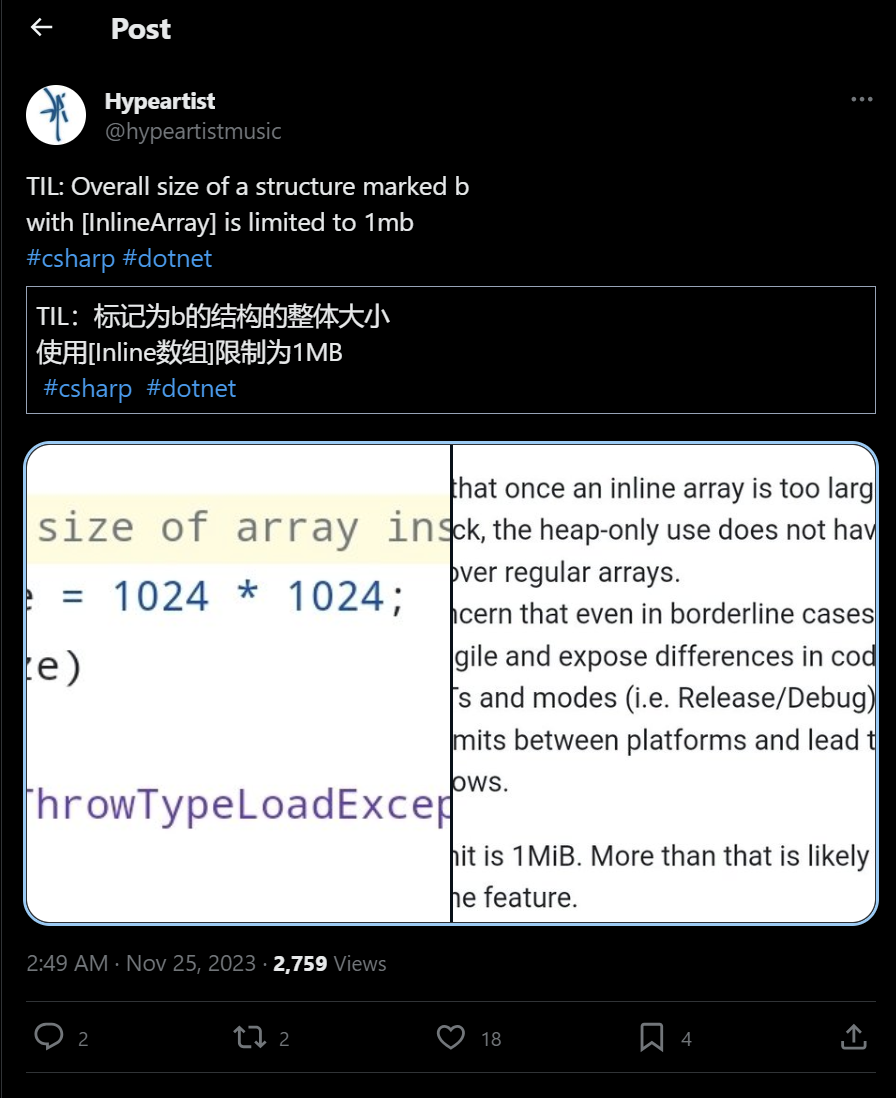 Post
Hypeartist
@hypeartistmusic
TIL: Overall size of a structure marked b
with [InlineArray] is limited to 1mb
#csharp #dotnet
TIL：标记为b的结构的整体大小
使用[Inline数组]限制为1MB
#csharp #dotnet
size of array ins
e = 1024 * 1024;
ze)
ThrowTypeLoadExcep
that once an inline array is too larg
ck, the heap-only use does not hav
over regular arrays.
ncern that even in borderline cases
gile and expose differences in cod
Ts and modes (i.e. Release/Debug)
mits between platforms and lead t
ows.
it is 1MiB. More than that is likely
he feature.
2:49 AM · Nov 25, 2023 · 2,759 Views
2 2 18 4